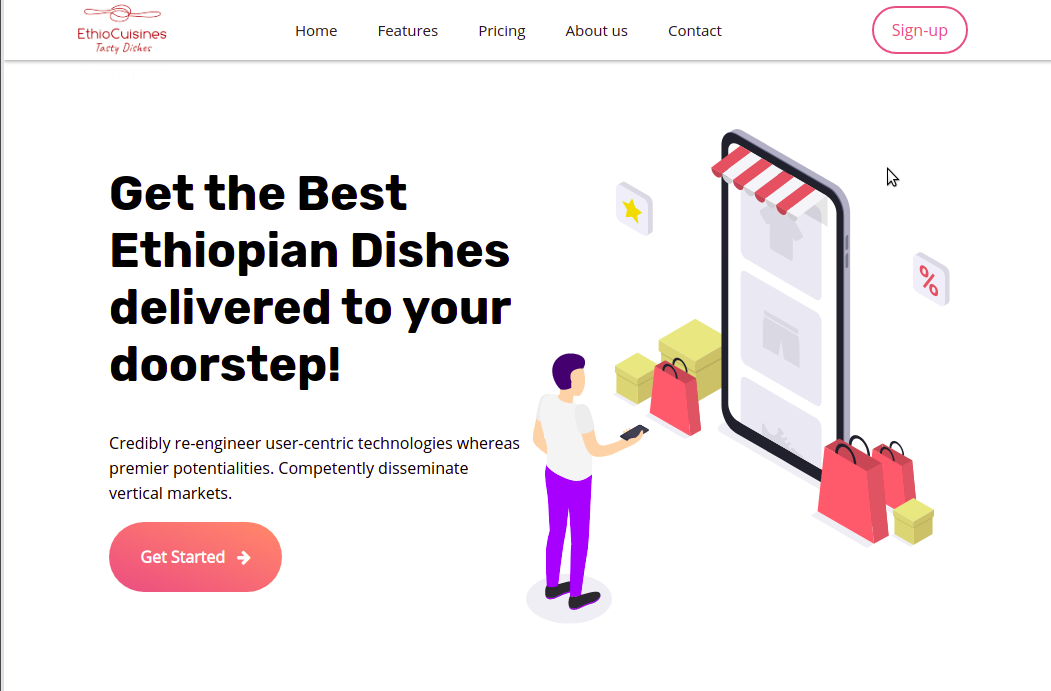 EthioCuisines
Tasty Dishes
Home Features Pricing About us Contact
Sign-up
Get the Best
Ethiopian Dishes
delivered to your
doorstep!
Credibly re-engineer user-centric technologies whereas
premier potentialities. Competently disseminate
vertical markets.
Get Started
%